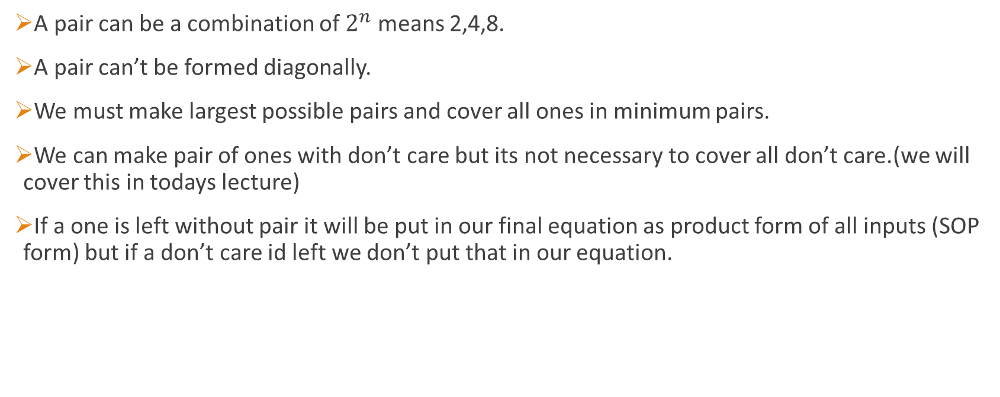 ➢A pair can be a combination of 2ⁿ means 2,4,8.
➢A pair can’t be formed diagonally.
➢We must make largest possible pairs and cover all ones in minimum pairs.
➢We can make pair of ones with don’t care but its not necessary to cover all don’t care.(we will
cover this in todays lecture)
➢If a one is left without pair it will be put in our final equation as product form of all inputs (SOP
form) but if a don’t care id left we don’t put that in our equation.